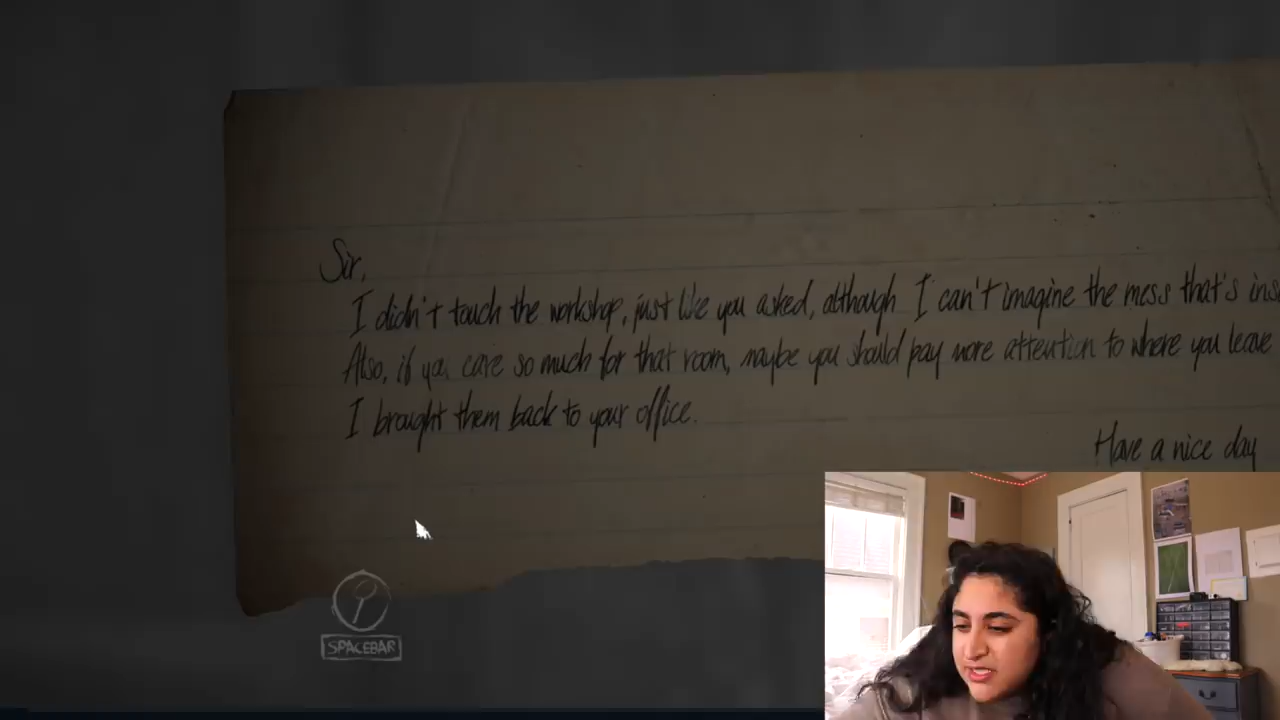 Sir,
I didn't touch the workshop, just like you asked, although I can't imagine the mess that's
Also, if you care so much for that room, maybe you should pay more attention to where you leave
I brought them back to your office.
Have a nice day
SPACEBAR